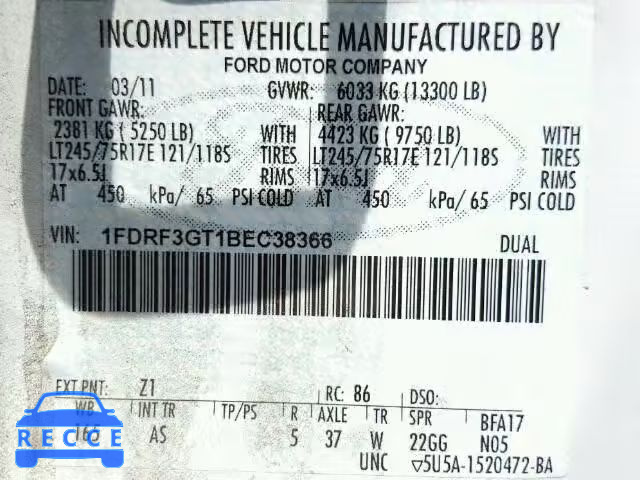 INCOMPLETE VEHICLE MANUFACTURED BY
FORD MOTOR COMPANY
DATE: 03/11 GVWR: 6033 KG (13300 LB)
FRONT GAWR: REAR GAWR:
2381 KG ( 5250 LB) WITH 4423 KG ( 9750 LB) WITH
LT245/75R17E 121/118S TIRES LT245/75R17E 121/118S TIRES
17x6.5J RIMS 17x6.5J RIMS
AT 450 kPa/ 65 PSI COLD AT 450 kPa/ 65 PSI COLD
VIN: 1FDRF3GT1BEC38366 DUAL
EXT PNT: Z1 RC: 86 DSO:
WB INT TR TP/PS R AXLE TR SPR BFA17
165 AS 5 37 W 22GG N05
UNC ▽5U5A-1520472-BA
RECCE